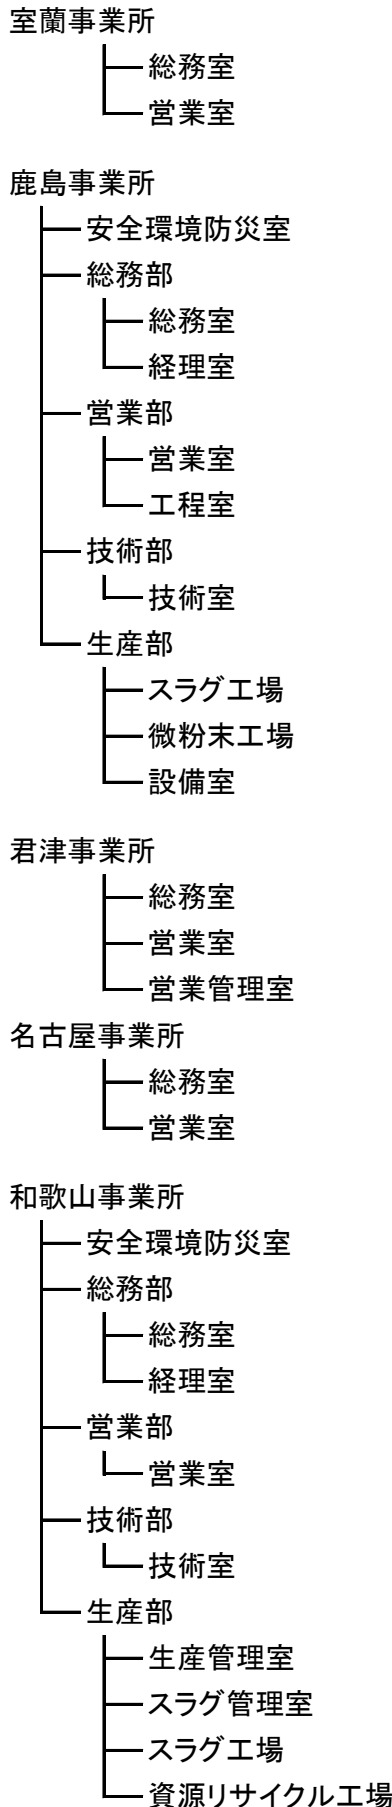 室蘭事業所
総務室
営業室
鹿島事業所
安全環境防災室
総務部
総務室
経理室
営業部
営業室
工程室
技術部
技術室
生産部
スラグ工場
微粉末工場
設備室
君津事業所
総務室
営業室
営業管理室
名古屋事業所
総務室
営業室
和歌山事業所
安全環境防災室
総務部
総務室
経理室
営業部
営業室
技術部
技術室
生産部
生産管理室
スラグ管理室
スラグ工場
資源リサイクル工場